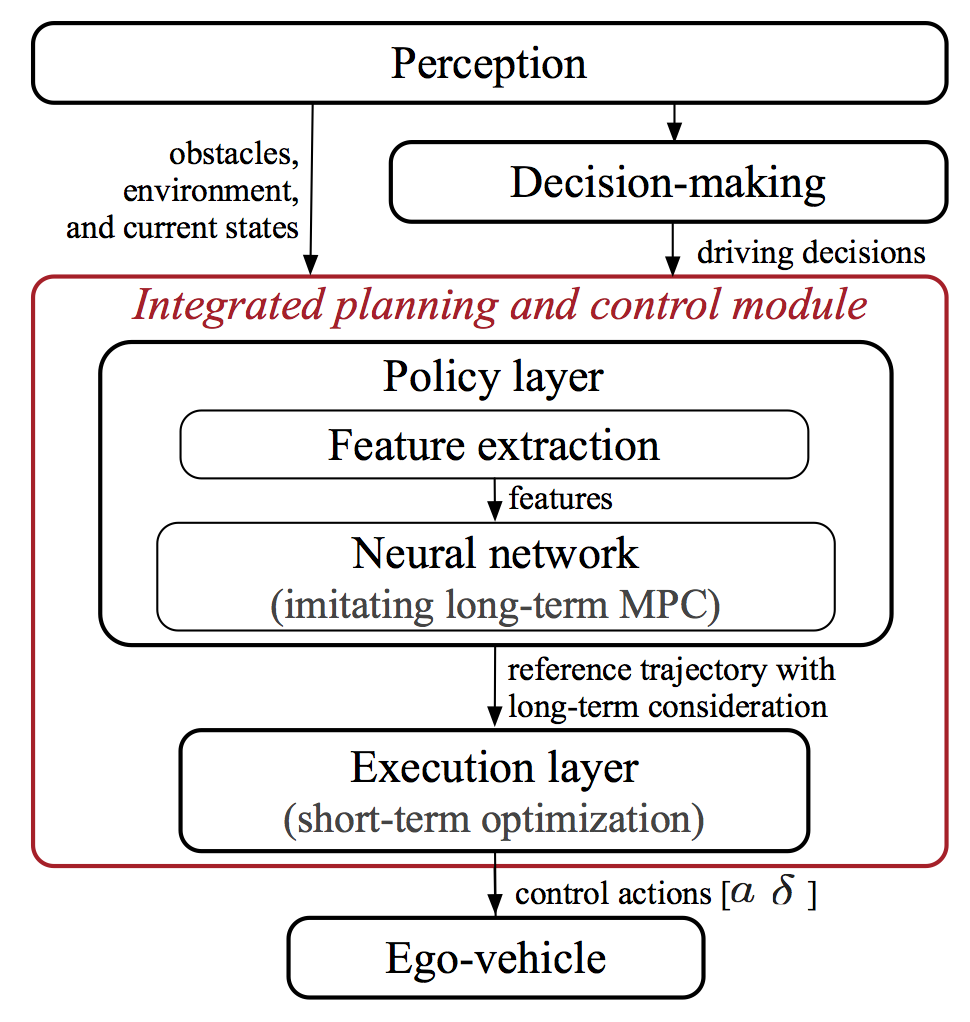 Perception
obstacles,
environment,
and current states
Decision-making
driving decisions
Integrated planning and control module
Policy layer
Feature extraction
features
Neural network
(imitating long-term MPC)
reference trajectory with
long-term consideration
Execution layer
(short-term optimization)
control actions [a δ ]
Ego-vehicle